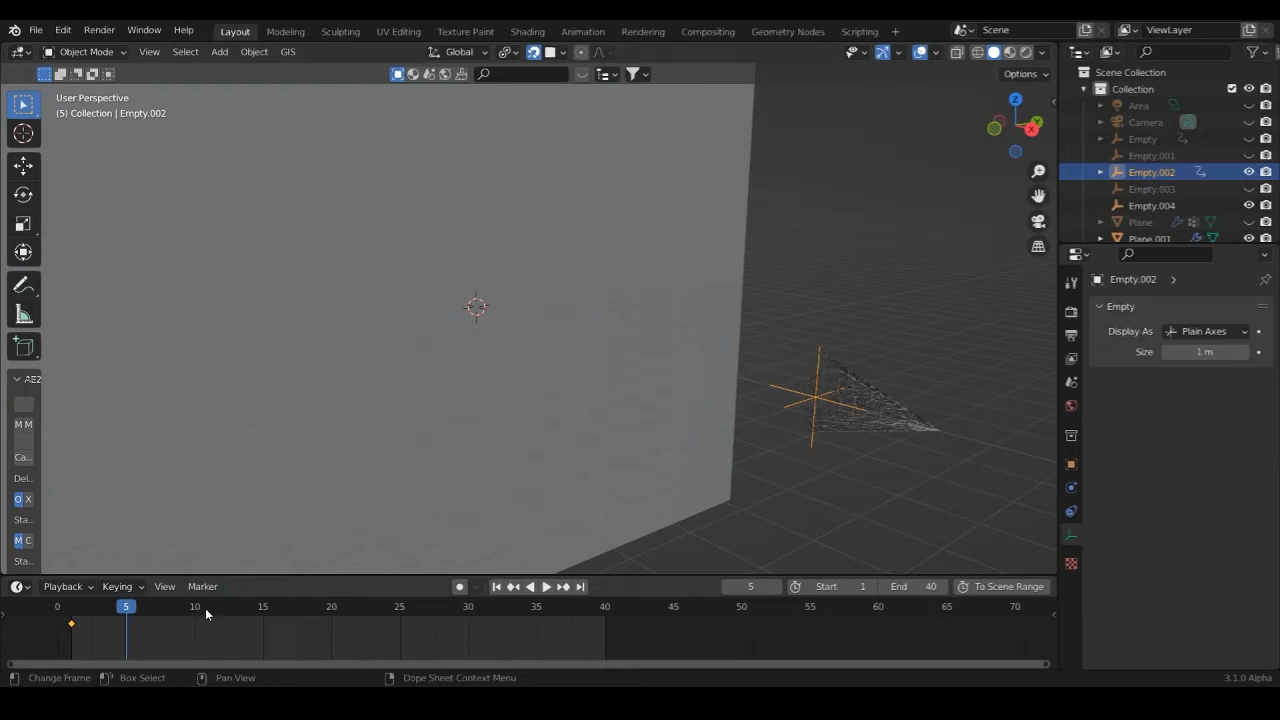 File Edit Render Window Help Layout Modeling Sculpting UV Editing Texture Paint Shading Animation Rendering Compositing Geometry Nodes Scripting + Scene ViewLayer
Object Mode View Select Add Object GIS Global
Options
User Perspective
(5) Collection | Empty.002
Z
Y
X
AE2
M M
Ca...
Del...
O X
Sta...
M C
Sta...
Scene Collection
Collection
Area
Camera
Empty
Empty.001
Empty.002
Empty.003
Empty.004
Plane
Plane.001
Empty.002
Empty
Display As Plain Axes
Size 1 m
Playback Keying View Marker 5 Start 1 End 40 To Scene Range
0 5 10 15 20 25 30 35 40 45 50 55 60 65 70
Change Frame Box Select Pan View Dope Sheet Context Menu 3.1.0 Alpha